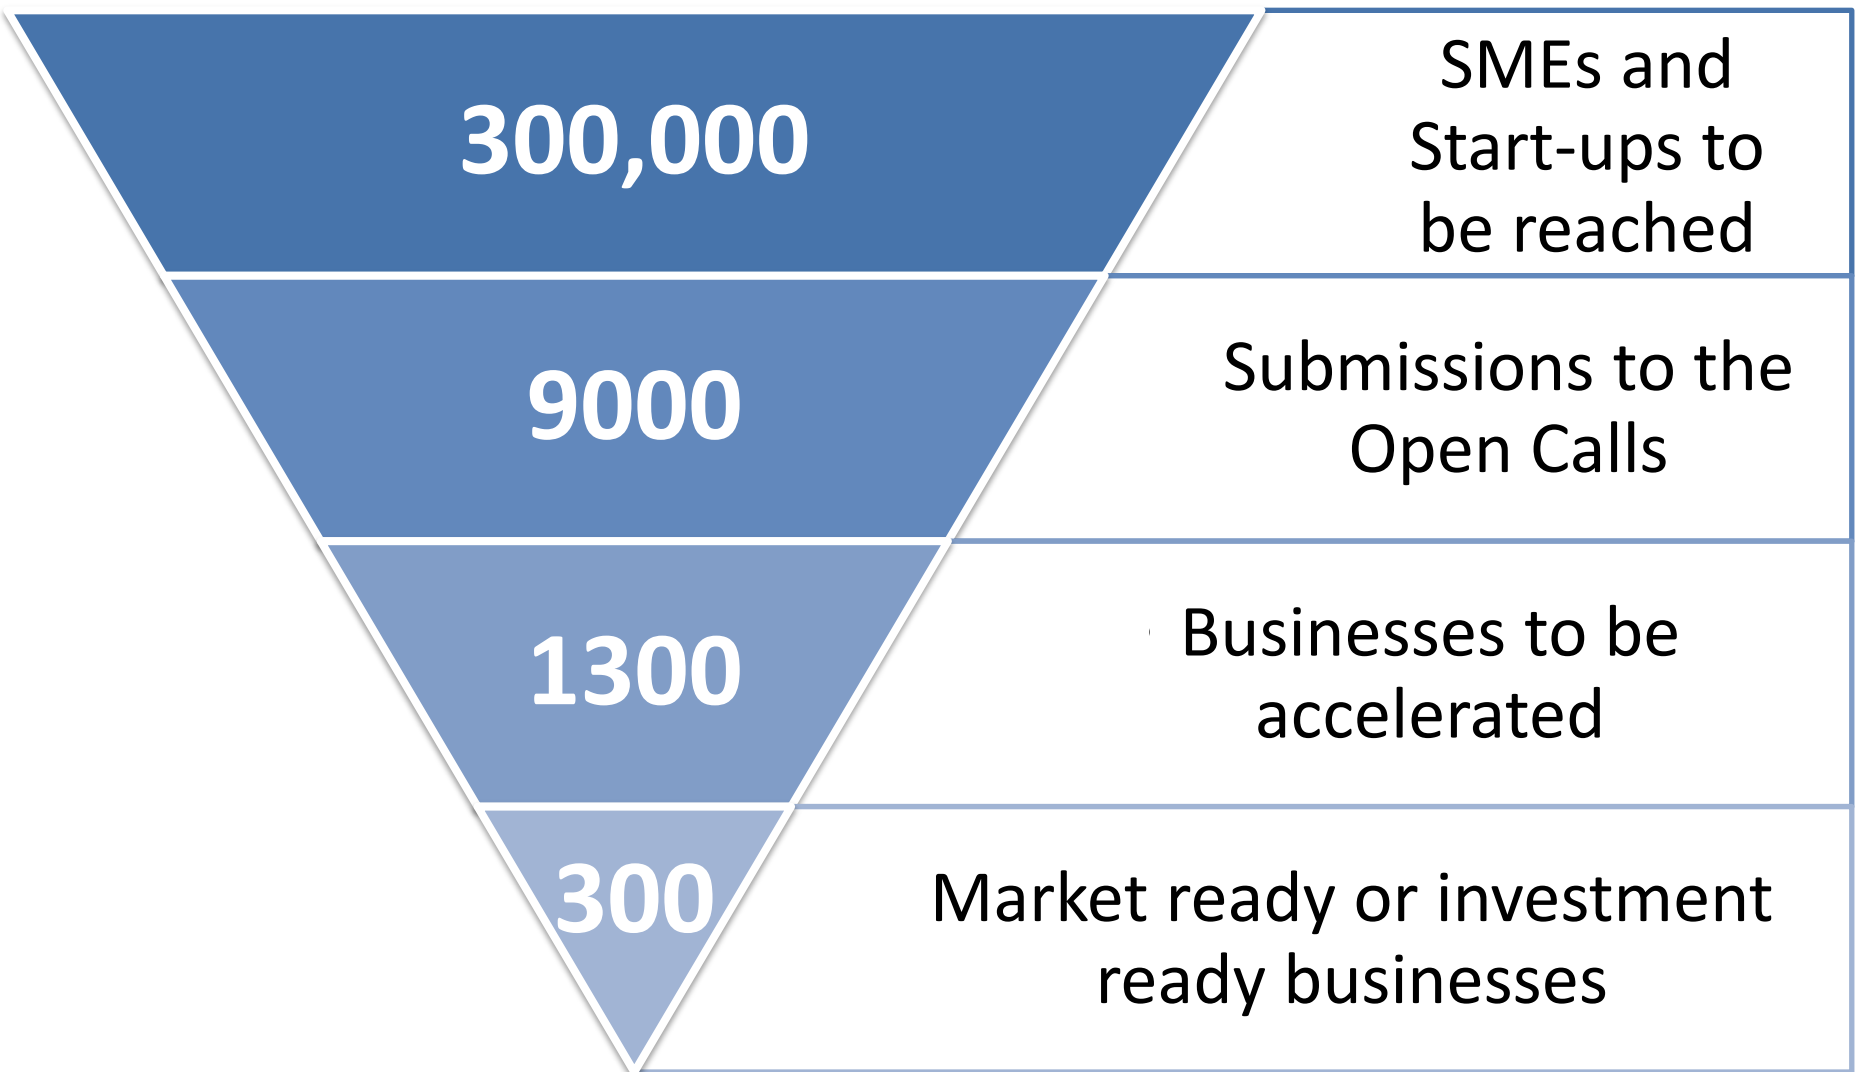 300,000
SMEs and
Start-ups to
be reached
9000
Submissions to the
Open Calls
1300
Businesses to be
accelerated
300
Market ready or investment
ready businesses